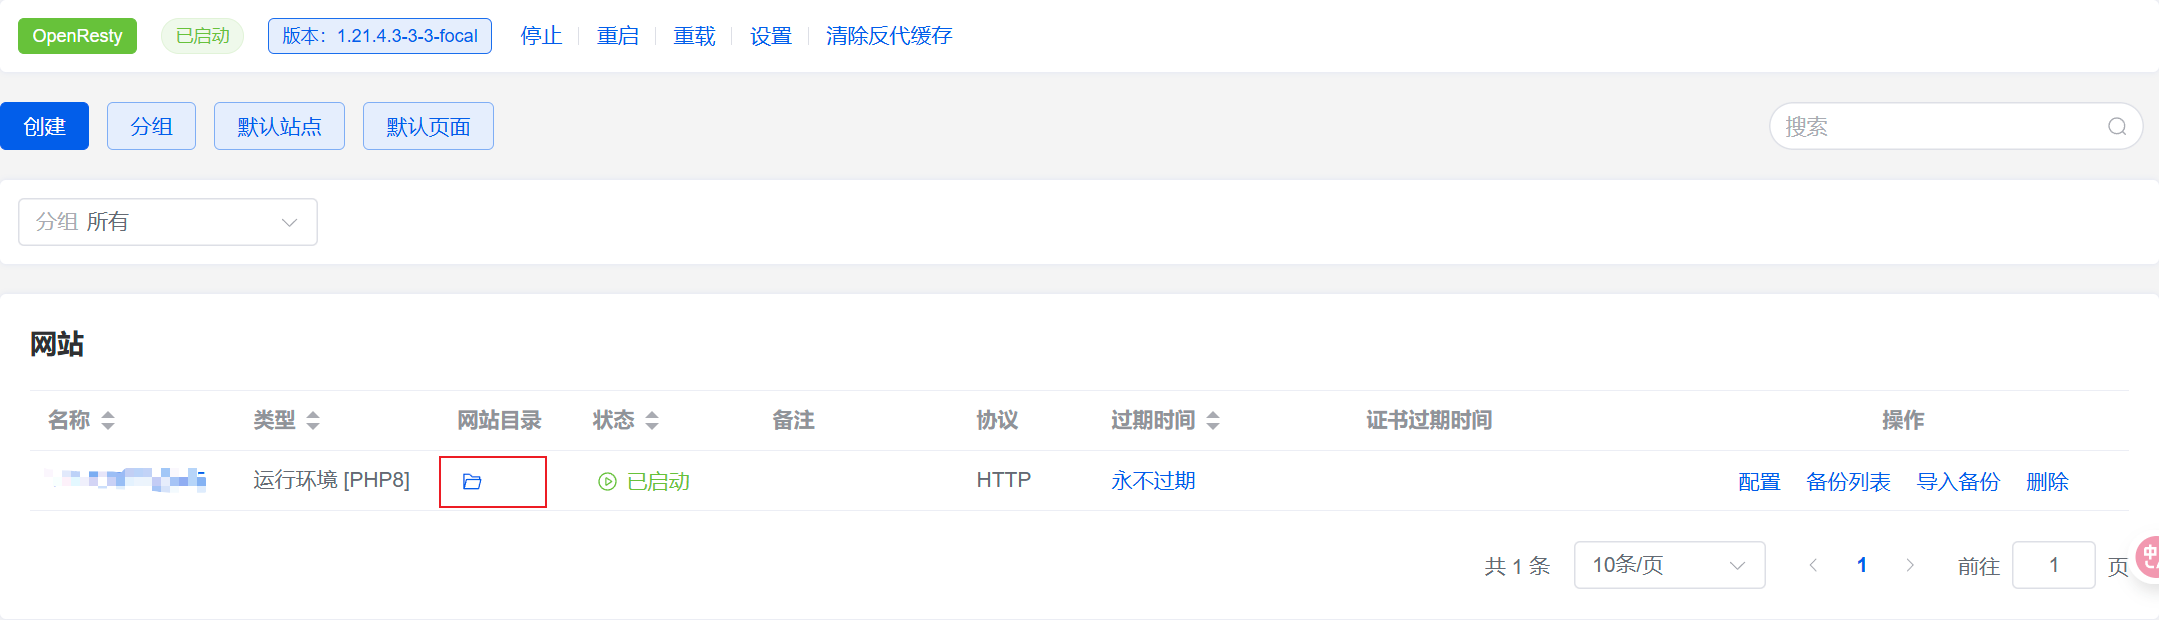 OpenResty 已启动 版本：1.21.4.3-3-3-focal 停止 重启 重载 设置 清除反代缓存
创建 分组 默认站点 默认页面 搜索
分组 所有
网站
名称 类型 网站目录 状态 备注 协议 过期时间 证书过期时间 操作
运行环境 [PHP8] 已启动 HTTP 永不过期 配置 备份列表 导入备份 删除
共 1 条 10条/页 1 前往 1 页
中